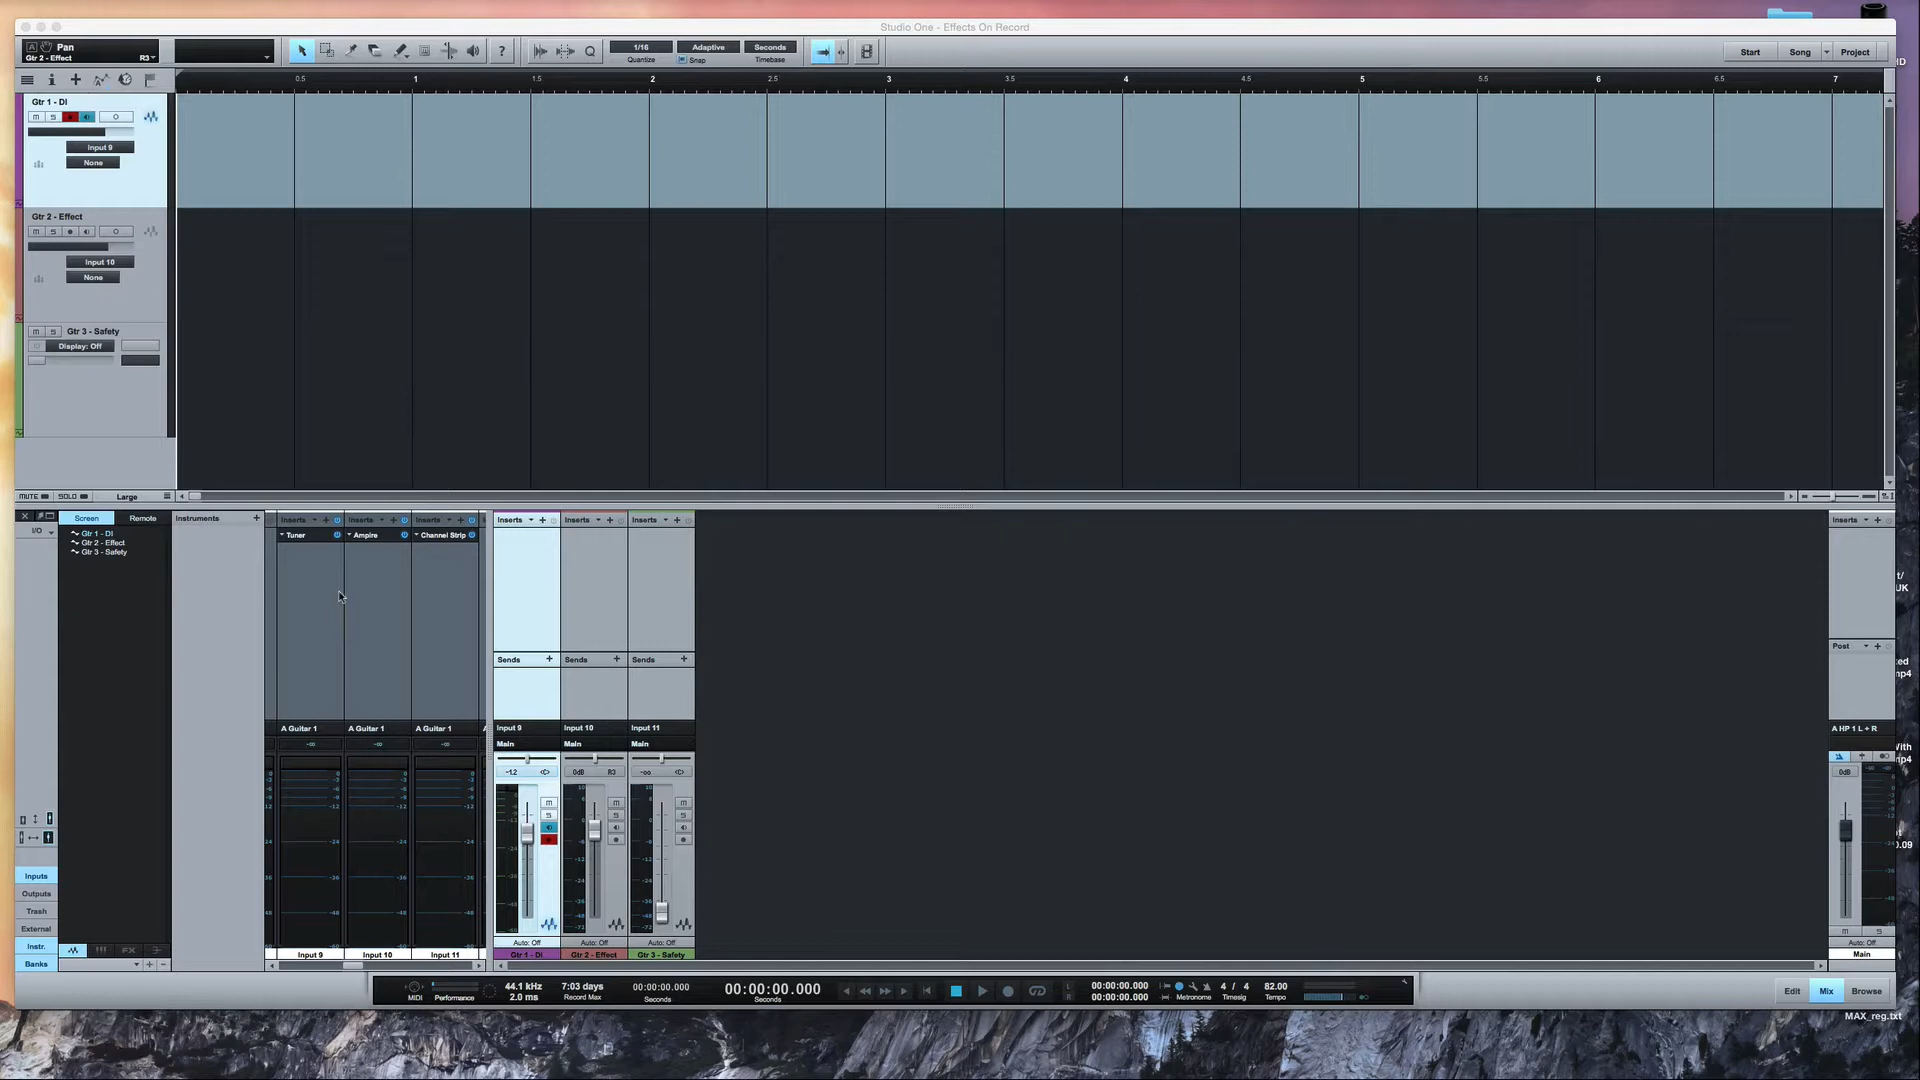 Studio One - Effects On Record
Pan
Gtr 2 - Effect R3
1/16
Quantize
Adaptive
Snap
Seconds
Timebase
Start Song Project
0.5 1 1.5 2 2.5 3 3.5 4 4.5 5 5.5 6 6.5 7
Gtr 1 - DI
M S
Input 9
None
Gtr 2 - Effect
M S
Input 10
None
M S Gtr 3 - Safety
Display: Off
MUTE SOLO Large
Screen Remote Instruments
I/O
Gtr 1 - DI
Gtr 2 - Effect
Gtr 3 - Safety
Inserts Inserts Inserts Inserts Inserts Inserts Inserts
Tuner Ampire Channel Strip
Sends Sends Sends
Post
A Guitar 1 A Guitar 1 A Guitar 1
Input 9 Input 10 Input 11
Main Main Main
A HP 1 L + R
-∞ -∞ -∞
-12 <C> 0dB R3 -∞ <C>
0dB
Inputs
Outputs
Trash
External
Instr.
Banks
FX
Auto: Off Auto: Off Auto: Off Auto: Off
Input 9 Input 10 Input 11 Gtr 1 - DI Gtr 2 - Effect Gtr 3 - Safety Main
MIDI Performance
44.1 kHz
2.0 ms
7:03 days
Record Max
00:00:00.000
Seconds
00:00:00.000
Seconds
L 00:00:00.000
R 00:00:00.000
Metronome
4 / 4
Timesig
82.00
Tempo
Edit Mix Browse
MAX_reg.txt